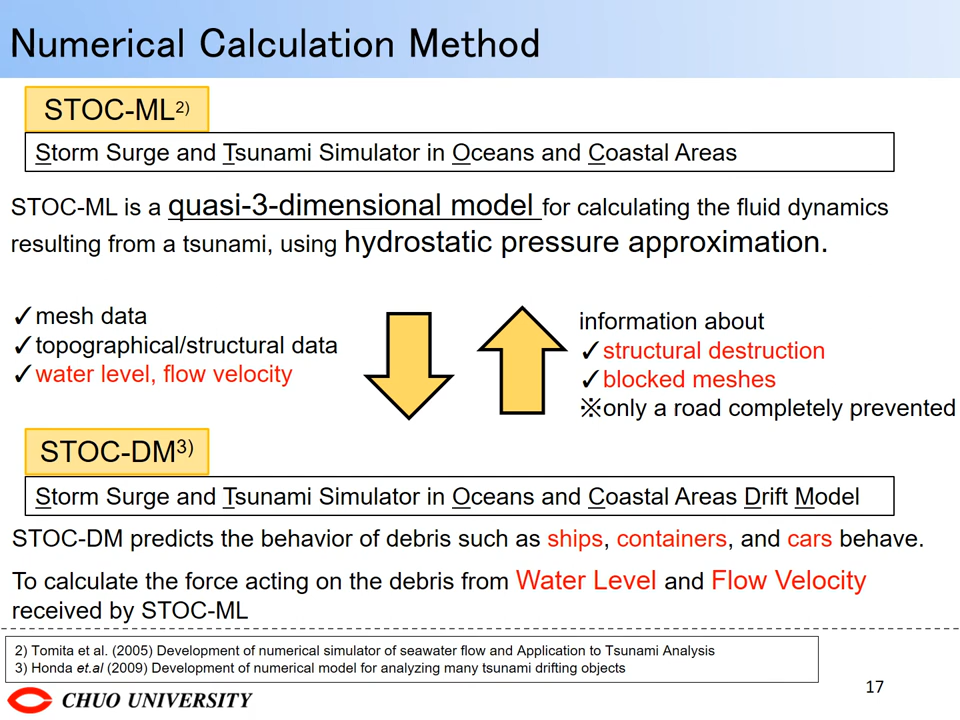 Numerical Calculation Method
STOC-ML2)
Storm Surge and Tsunami Simulator in Oceans and Coastal Areas
STOC-ML is a quasi-3-dimensional model for calculating the fluid dynamics
resulting from a tsunami, using hydrostatic pressure approximation.
✓mesh data
✓topographical/structural data
✓water level, flow velocity
information about
✓structural destruction
✓blocked meshes
※only a road completely prevented
STOC-DM3)
Storm Surge and Tsunami Simulator in Oceans and Coastal Areas Drift Model
STOC-DM predicts the behavior of debris such as ships, containers, and cars behave.
To calculate the force acting on the debris from Water Level and Flow Velocity
received by STOC-ML
2) Tomita et al. (2005) Development of numerical simulator of seawater flow and Application to Tsunami Analysis
3) Honda et.al (2009) Development of numerical model for analyzing many tsunami drifting objects
CHUO UNIVERSITY
17